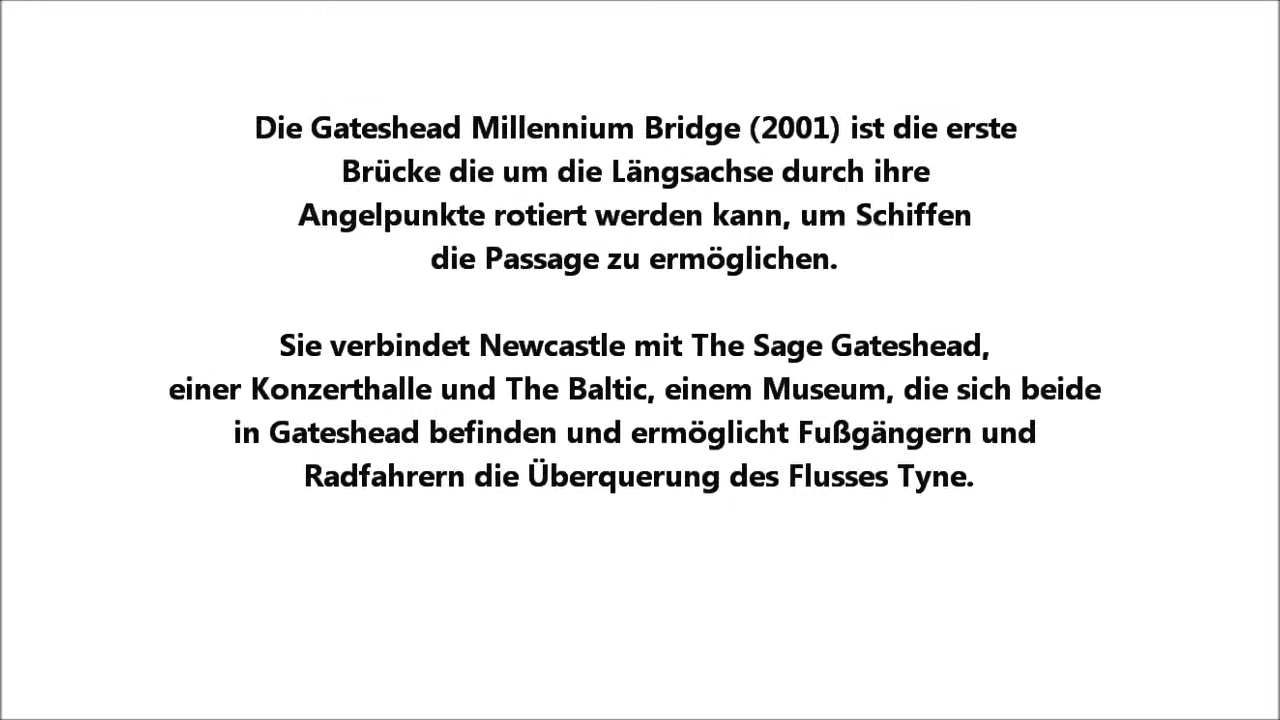 Die Gateshead Millennium Bridge (2001) ist die erste
Brücke die um die Längsachse durch ihre
Angelpunkte rotiert werden kann, um Schiffen
die Passage zu ermöglichen.
Sie verbindet Newcastle mit The Sage Gateshead,
einer Konzerthalle und The Baltic, einem Museum, die sich beide
in Gateshead befinden und ermöglicht Fußgängern und
Radfahrern die Überquerung des Flusses Tyne.